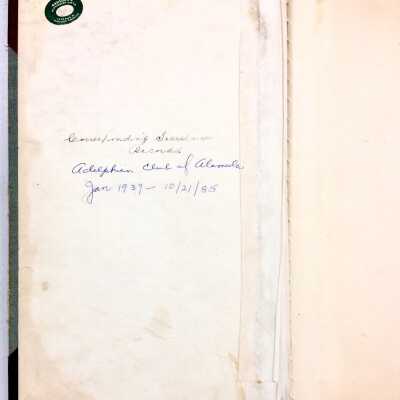 Corresponding Secretary
Records
Adelphian Club of Alameda
Jan 1939 - 10/21/85